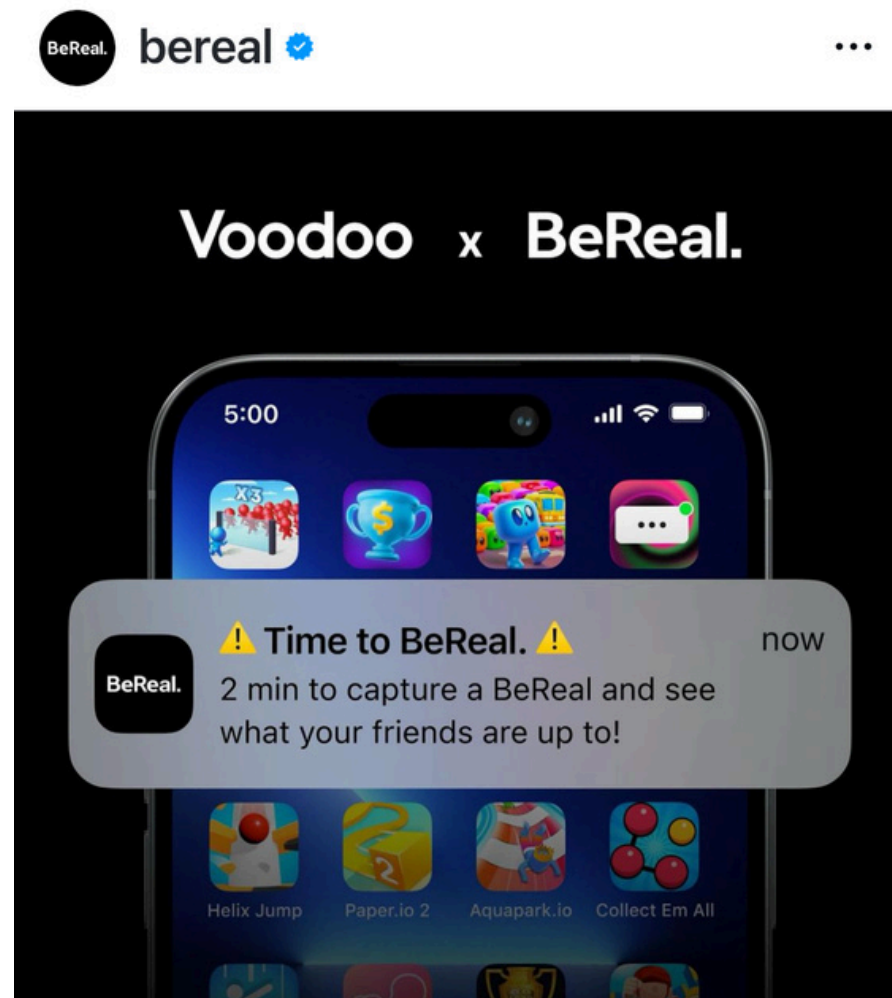 BeReal. bereal
Voodoo x BeReal.
5:00
X3
$
BeReal.
⚠️ Time to BeReal. ⚠️ now
2 min to capture a BeReal and see
what your friends are up to!
2
Helix Jump Paper.io 2 Aquapark.io Collect Em All